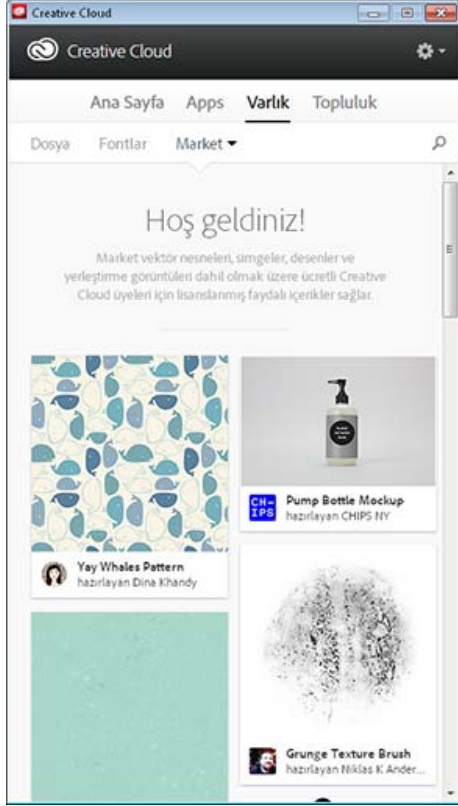 Creative Cloud
Creative Cloud
Ana Sayfa Apps Varlık Topluluk
Dosya Fontlar Market
Hoş geldiniz!
Market vektör nesneleri, simgeler, desenler ve
yerleştirme görüntüleri dahil olmak üzere ücretli Creative
Cloud üyeleri için lisanslanmış faydalı içerikler sağlar.
CH-
IPS
Pump Bottle Mockup
hazırlayan CHIPS NY
Yay Whales Pattern
hazırlayan Dina Khandy
Grunge Texture Brush
hazırlayan Niklas K Ander...